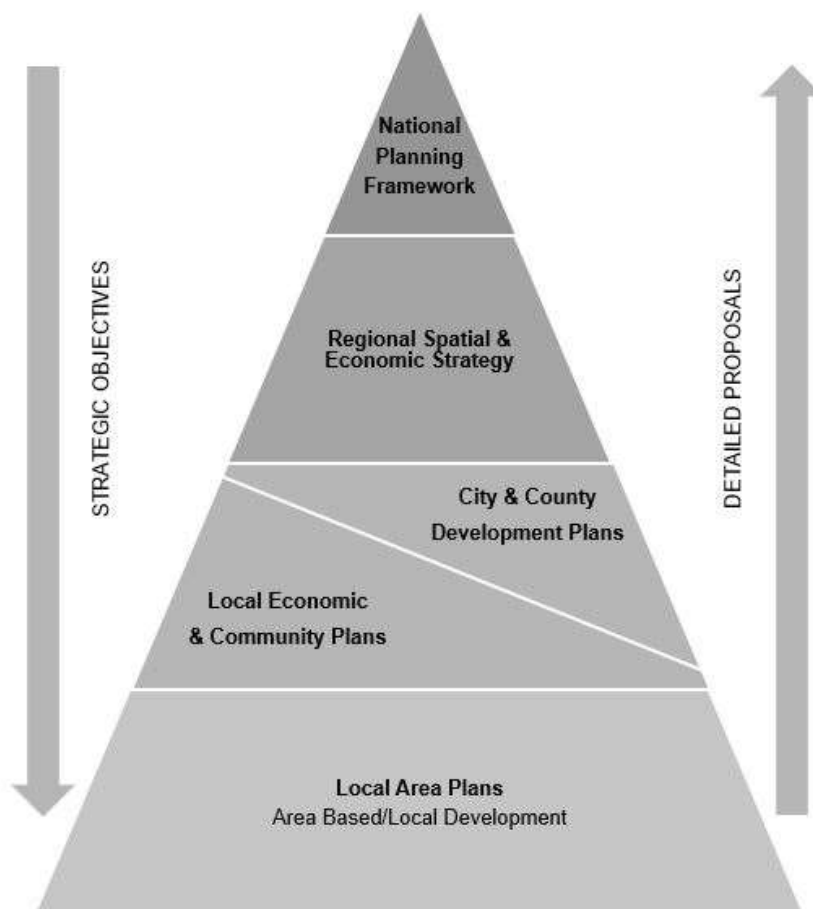 National
Planning
Framework
Regional Spatial &
Economic Strategy
STRATEGIC OBJECTIVES
DETAILED PROPOSALS
City & County
Development Plans
Local Economic
& Community Plans
Local Area Plans
Area Based/Local Development